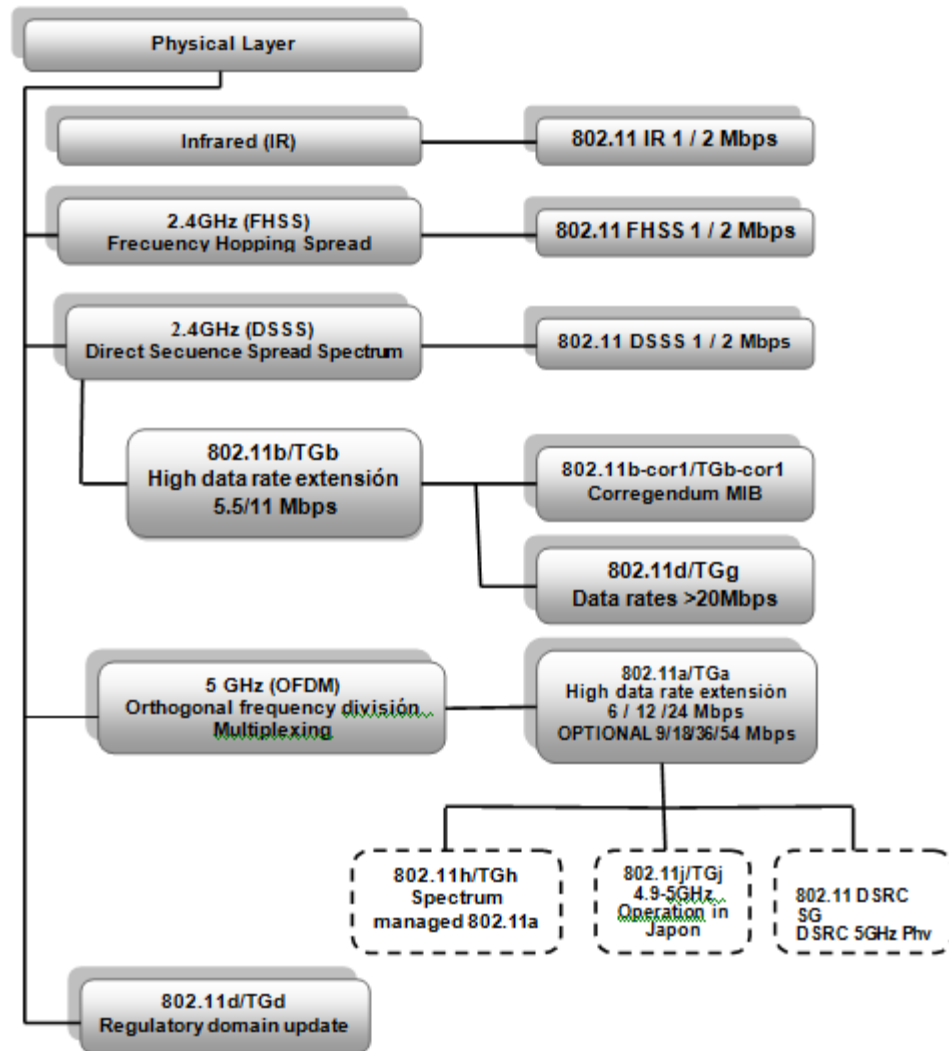 Physical Layer
Infrared (IR)
802.11 IR 1 / 2 Mbps
2.4GHz (FHSS)
Frecuency Hopping Spread
802.11 FHSS 1 / 2 Mbps
2.4GHz (DSSS)
Direct Secuence Spread Spectrum
802.11 DSSS 1 / 2 Mbps
802.11b/TGb
High data rate extensión
5.5/11 Mbps
802.11b-cor1/TGb-cor1
Corregendum MIB
802.11d/TGg
Data rates >20Mbps
5 GHz (OFDM)
Orthogonal frequency división
Multiplexing
802.11a/TGa
High data rate extensión
6 / 12 /24 Mbps
OPTIONAL 9/18/36/54 Mbps
802.11h/TGh
Spectrum
managed 802.11a
802.11j/TGj
4.9-5GHz
Operation in
Japon
802.11 DSRC
SG
DSRC 5GHz Phy
802.11d/TGd
Regulatory domain update